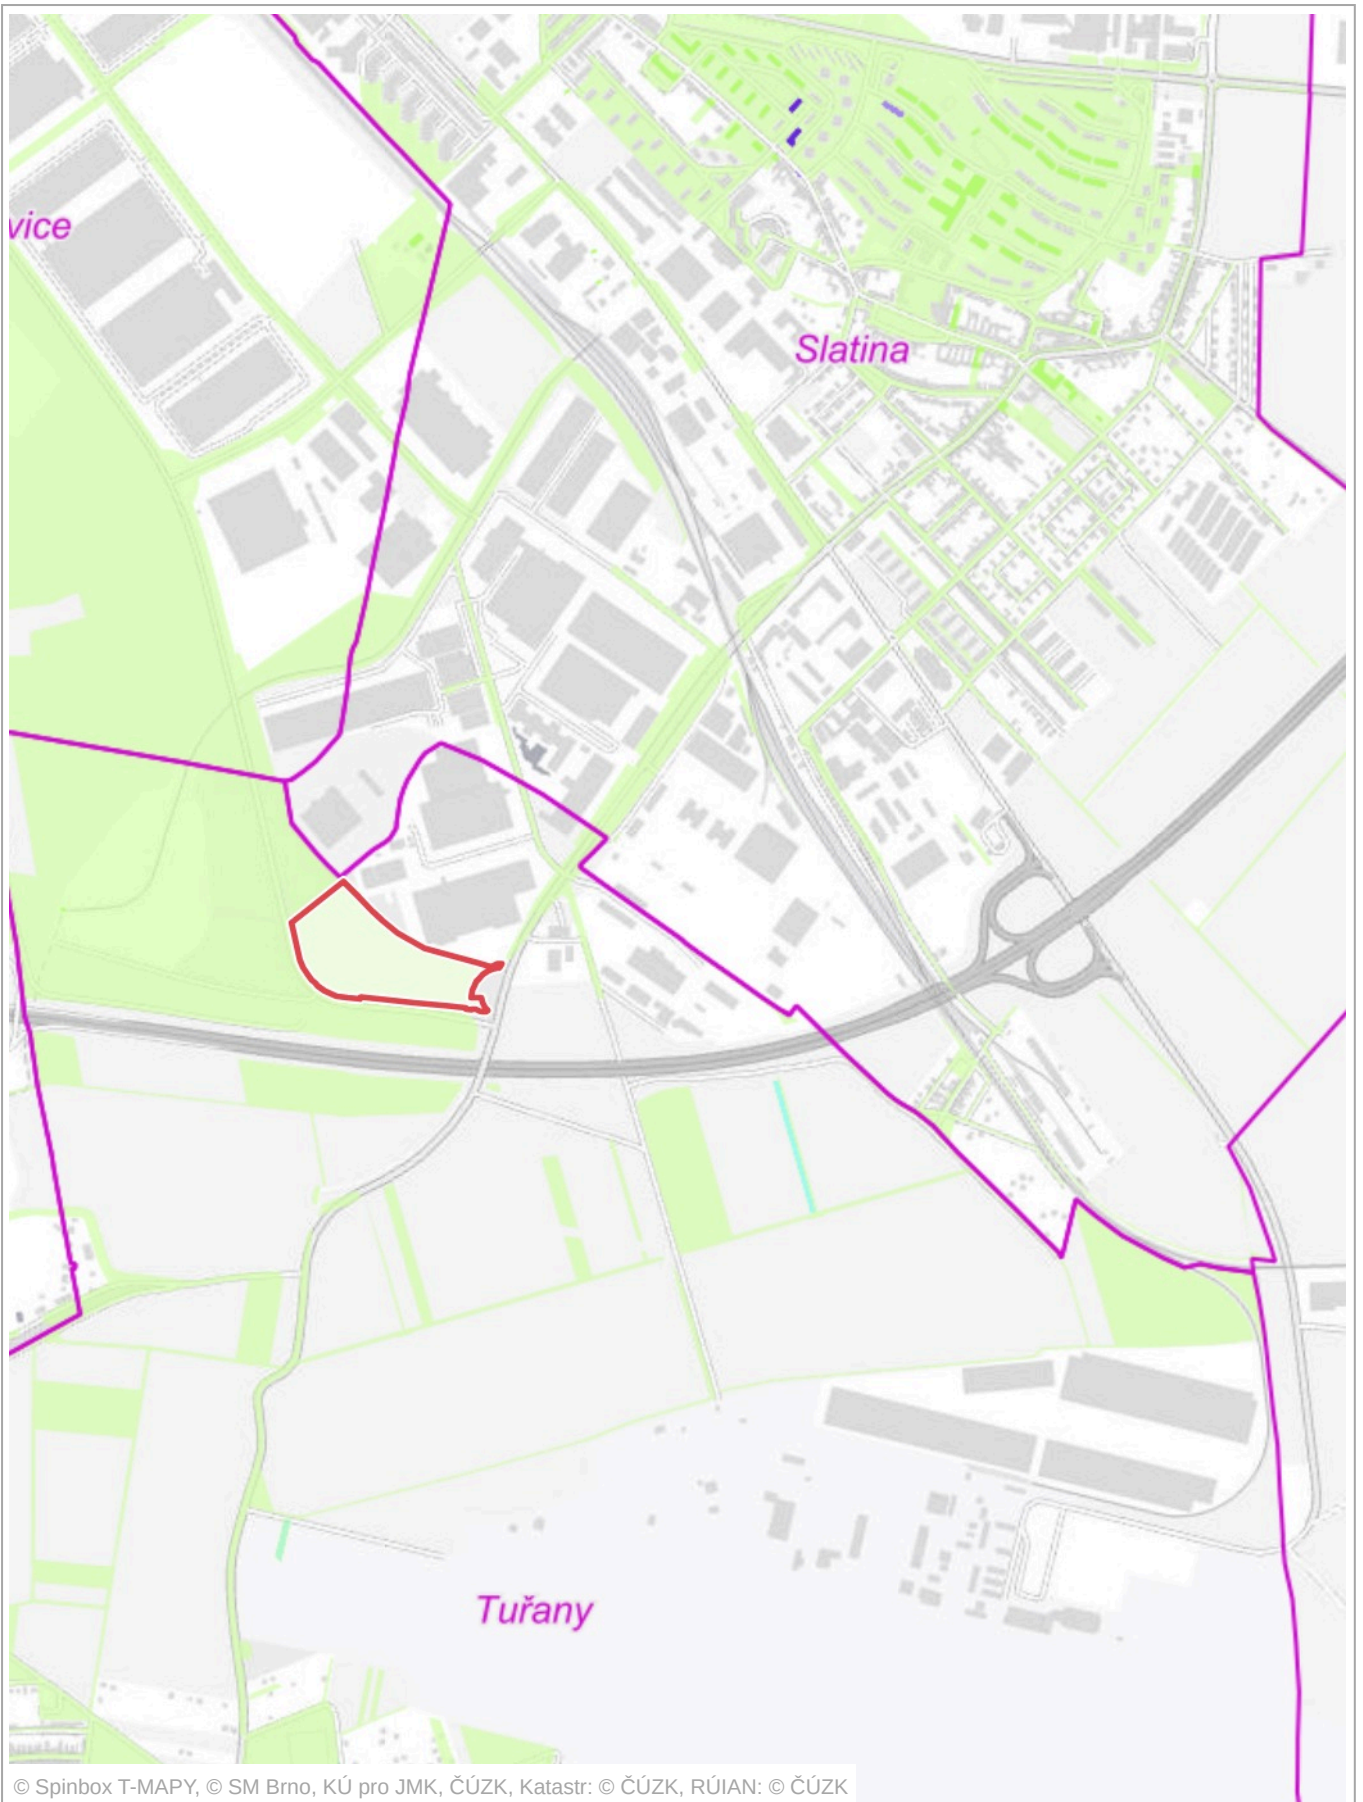 vice
Slatina
Tuřany
© Spinbox T-MAPY, © SM Brno, KÚ pro JMK, ČÚZK, Katastr: © ČÚZK, RÚIAN: © ČÚZK